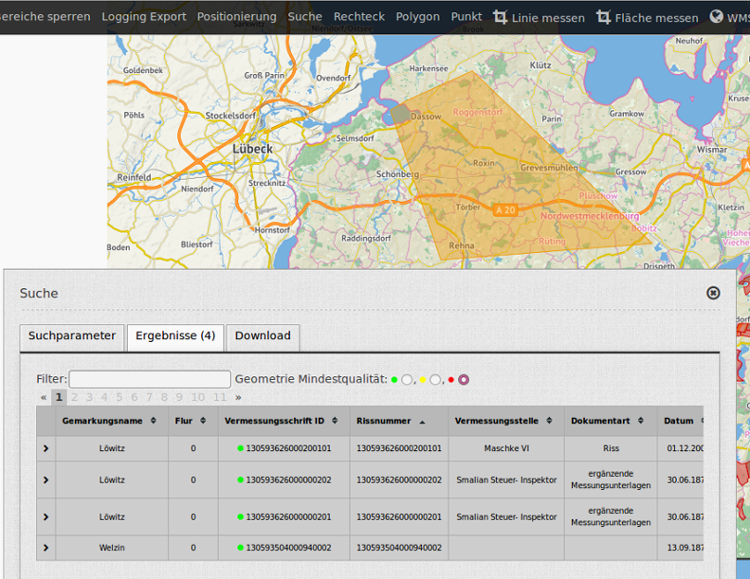 ereiche sperren Logging Export Positionierung Suche Rechteck Polygon Punkt Linie messen Fläche messen WMS
Goldenbek
Groß Parin
Ovendorf
Harkensee
Klütz
Neuhof
Pöhls
Stockelsdorf
Dassow
Roggenstorf
Parin
Gramkow
Kruse
Lübeck
Selmsdorf
Wismar
Reinfeld
Niendorf
Strecknitz
Schönberg
Roxin
Grevesmühlen
Gressow
Plüschow
Törber
A 20
Nordwestmecklenburg
Kletzin
Bobitz
Hornstorf
Boden
Bliestorf
Raddingsdorf
Rehna
Rüting
Suche
Suchparameter Ergebnisse (4) Download
Filter: Geometrie Mindestqualität: , ,
« 1 2 3 4 5 6 7 8 9 10 11 »
Gemarkungsname Flur Vermessungsschrift ID Rissnummer Vermessungsstelle Dokumentart Datum
Löwitz 0 130593626000200101 130593626000200101 Maschke VI Riss 01.12.200
Löwitz 0 130593626000000202 130593626000000202 Smalian Steuer- Inspektor ergänzende Messungsunterlagen 30.06.187
Löwitz 0 130593626000000201 130593626000000201 Smalian Steuer- Inspektor ergänzende Messungsunterlagen 30.06.187
Welzin 0 130593504000940002 130593504000940002 13.09.187